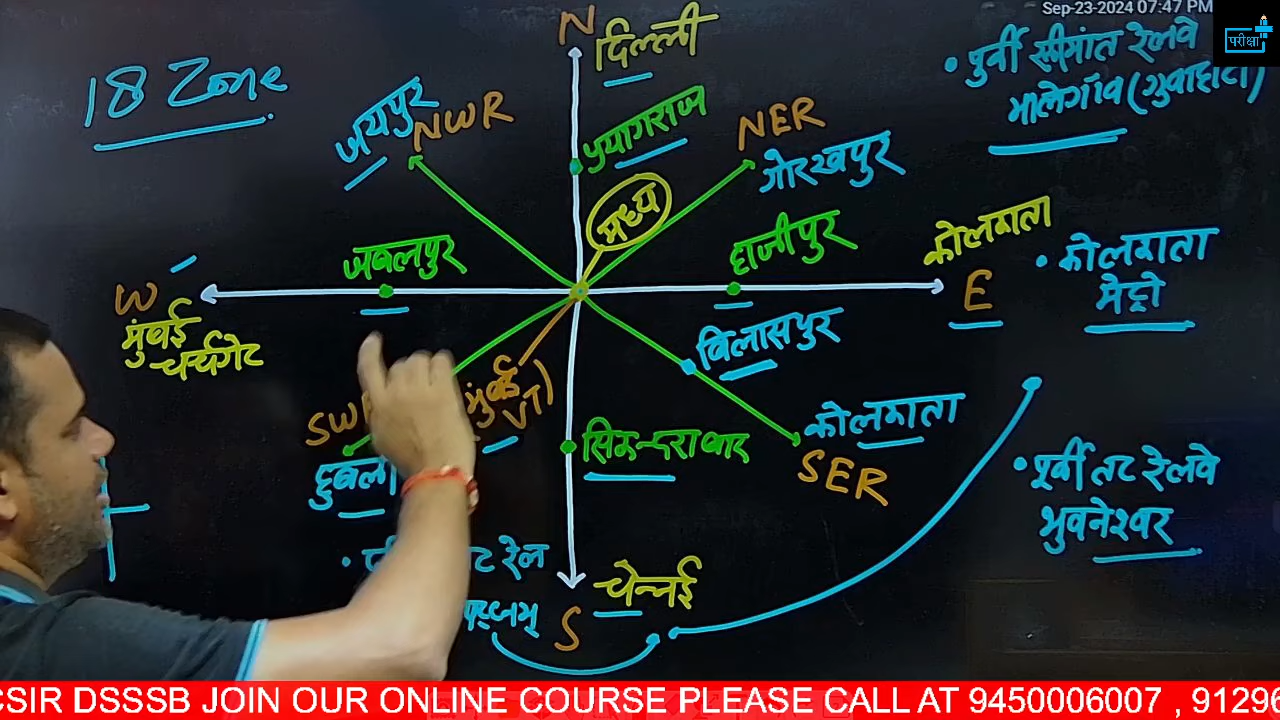 Sep-23-2024 07:47 PM
परीक्षा
18 Zone
N
दिल्ली
जयपुर
NWR
प्रयागराज
NER
गोरखपुर
• पूर्वी सीमांत रेलवे
मालेगाँव (गुवाहाटी)
मध्य
जबलपुर
हाजीपुर
कोलकाता
E
• कोलकाता
मैट्रो
W
मुंबई
चर्चगेट
बिलासपुर
मुंबई
VT)
सिकन्दराबाद
कोलकाता
SER
हुबली
• पूर्वी तट रेलवे
भुवनेश्वर
तट रेल
चेन्नई
S
CSIR DSSSB JOIN OUR ONLINE COURSE PLEASE CALL AT 9450006007 , 91296